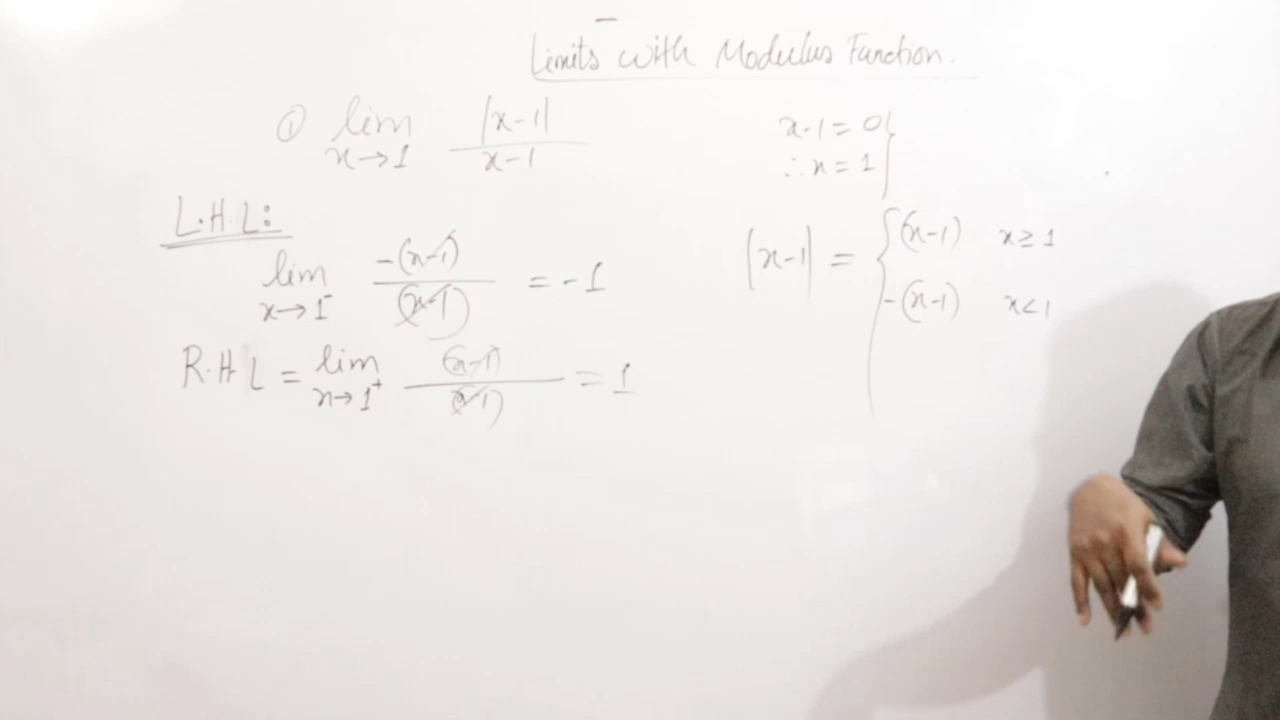 Limits with Modulus Function.
① lim x→1 |x-1| / x-1
x-1 = 0
∴ x = 1
|x-1| = { (x-1) x ≥ 1
-(x-1) x < 1
L.H.L:
lim x→1⁻ -(x-1) / (x-1) = -1
R.H.L = lim x→1⁺ (x-1) / (x-1) = 1